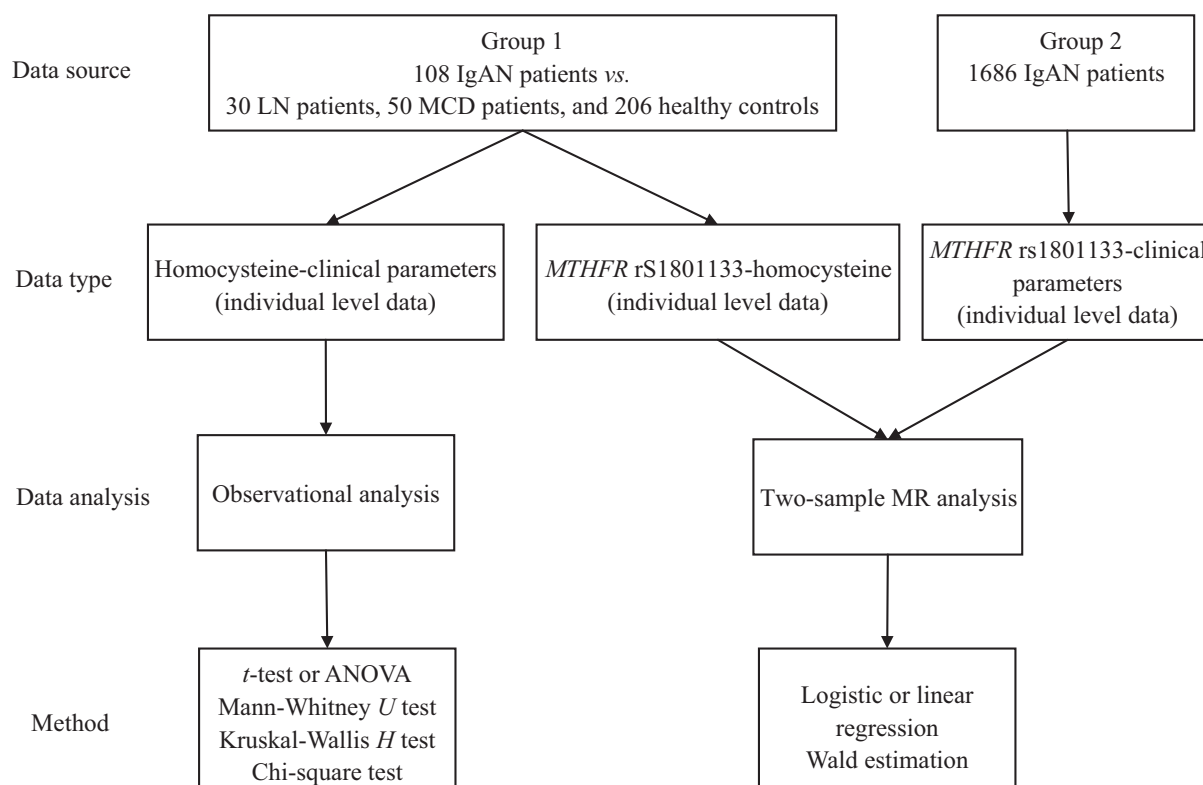 Data source
Group 1
108 IgAN patients vs.
30 LN patients, 50 MCD patients, and 206 healthy controls
Group 2
1686 IgAN patients
Data type
Homocysteine-clinical parameters
(individual level data)
MTHFR rS1801133-homocysteine
(individual level data)
MTHFR rs1801133-clinical
parameters
(individual level data)
Data analysis
Observational analysis
Two-sample MR analysis
Method
t-test or ANOVA
Mann-Whitney U test
Kruskal-Wallis H test
Chi-square test
Logistic or linear
regression
Wald estimation